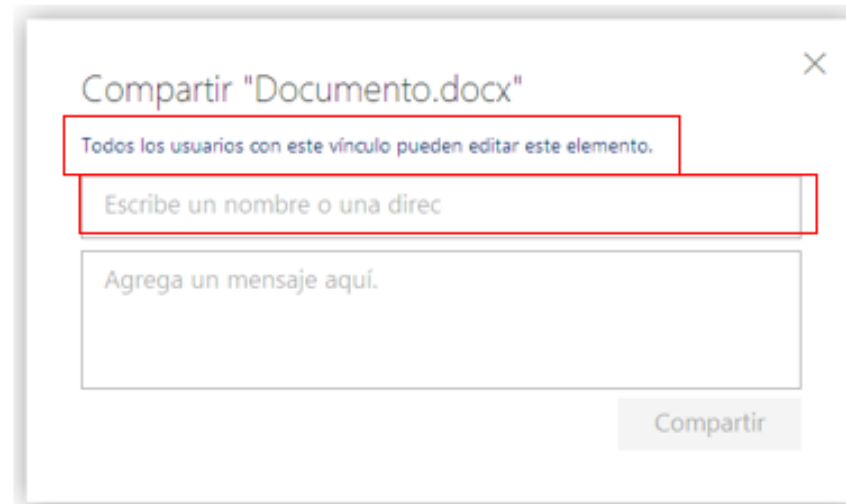 Compartir "Documento.docx"
Todos los usuarios con este vínculo pueden editar este elemento.
Escribe un nombre o una direc
Agrega un mensaje aquí.
Compartir